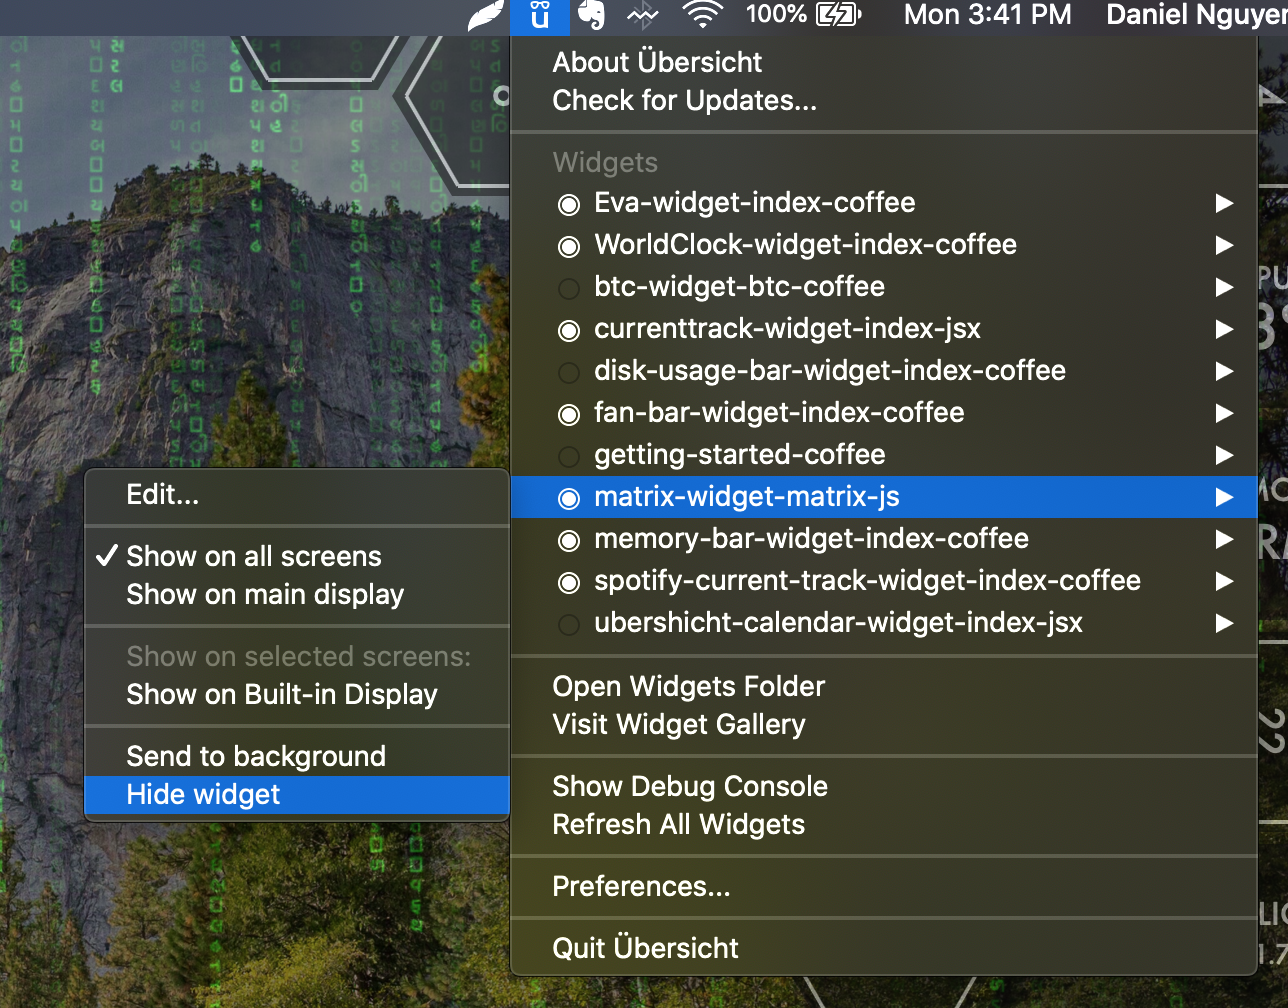 ü 100% Mon 3:41 PM Daniel Nguyen
About Übersicht
Check for Updates...
Widgets
Eva-widget-index-coffee
WorldClock-widget-index-coffee
btc-widget-btc-coffee
currenttrack-widget-index-jsx
disk-usage-bar-widget-index-coffee
fan-bar-widget-index-coffee
getting-started-coffee
matrix-widget-matrix-js
memory-bar-widget-index-coffee
spotify-current-track-widget-index-coffee
ubershicht-calendar-widget-index-jsx
Open Widgets Folder
Visit Widget Gallery
Show Debug Console
Refresh All Widgets
Preferences...
Quit Übersicht
Edit...
Show on all screens
Show on main display
Show on selected screens:
Show on Built-in Display
Send to background
Hide widget
22